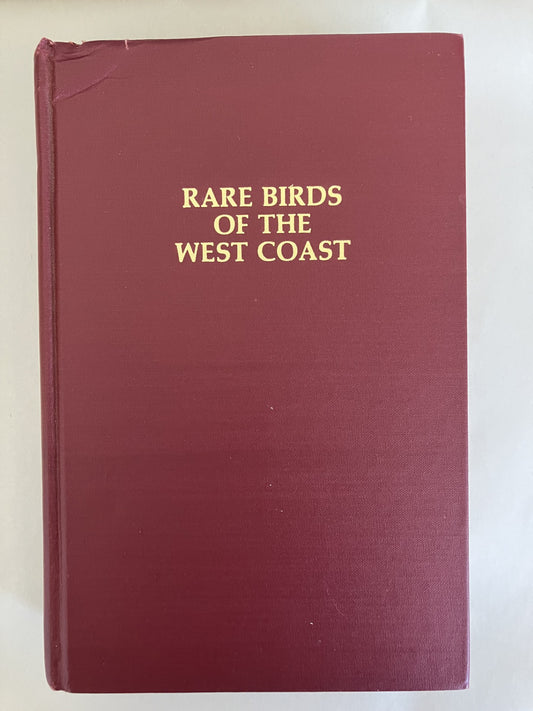 RARE BIRDS
OF THE
WEST COAST